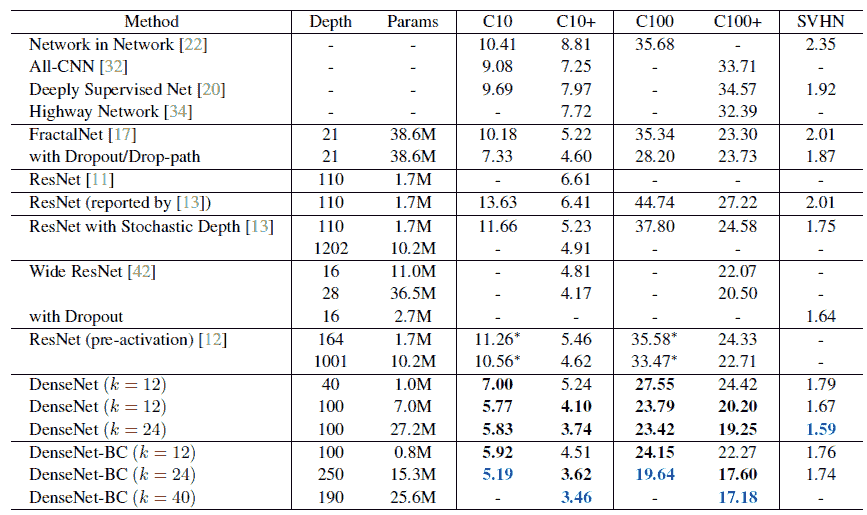 Method Depth Params C10 C10+ C100 C100+ SVHN
Network in Network [22] - - 10.41 8.81 35.68 - 2.35
All-CNN [32] - - 9.08 7.25 - 33.71 -
Deeply Supervised Net [20] - - 9.69 7.97 - 34.57 1.92
Highway Network [34] - - - 7.72 - 32.39 -
FractalNet [17] 21 38.6M 10.18 5.22 35.34 23.30 2.01
with Dropout/Drop-path 21 38.6M 7.33 4.60 28.20 23.73 1.87
ResNet [11] 110 1.7M - 6.61 - - -
ResNet (reported by [13]) 110 1.7M 13.63 6.41 44.74 27.22 2.01
ResNet with Stochastic Depth [13] 110 1.7M 11.66 5.23 37.80 24.58 1.75
1202 10.2M - 4.91 - - -
Wide ResNet [42] 16 11.0M - 4.81 - 22.07 -
28 36.5M - 4.17 - 20.50 -
with Dropout 16 2.7M - - - - 1.64
ResNet (pre-activation) [12] 164 1.7M 11.26* 5.46 35.58* 24.33 -
1001 10.2M 10.56* 4.62 33.47* 22.71 -
DenseNet (k = 12) 40 1.0M 7.00 5.24 27.55 24.42 1.79
DenseNet (k = 12) 100 7.0M 5.77 4.10 23.79 20.20 1.67
DenseNet (k = 24) 100 27.2M 5.83 3.74 23.42 19.25 1.59
DenseNet-BC (k = 12) 100 0.8M 5.92 4.51 24.15 22.27 1.76
DenseNet-BC (k = 24) 250 15.3M 5.19 3.62 19.64 17.60 1.74
DenseNet-BC (k = 40) 190 25.6M - 3.46 - 17.18 -